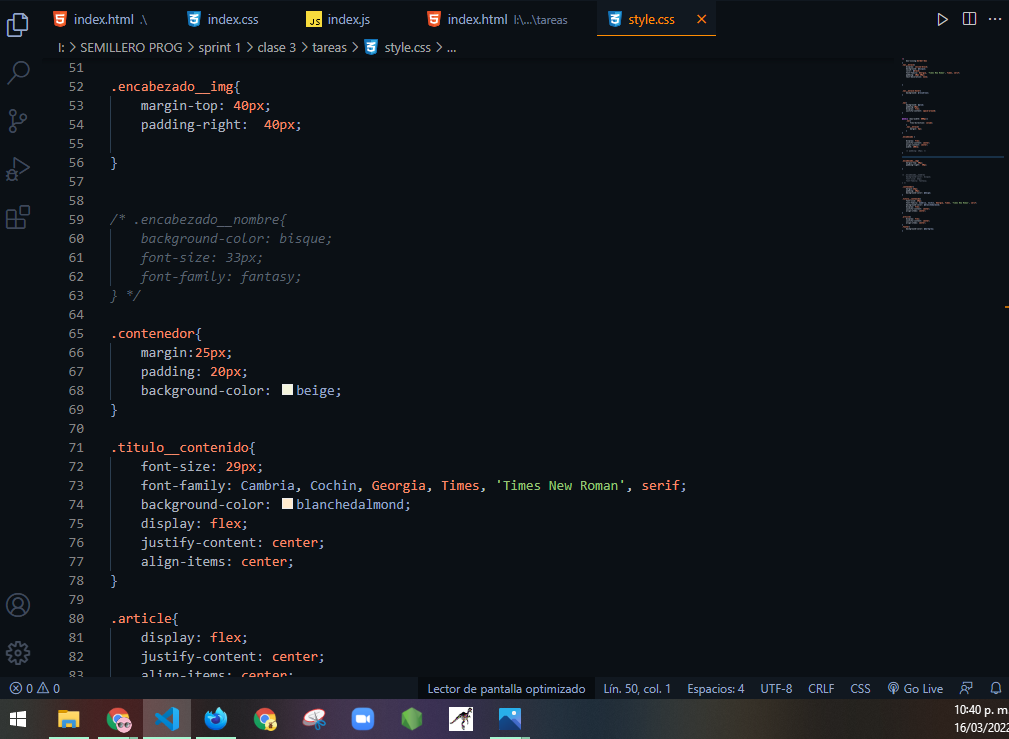 index.html .\ index.css JS index.js index.html I:\...\tareas style.css
I: > SEMILLERO PROG > sprint 1 > clase 3 > tareas > style.css > ...
51
52 .encabezado__img{
53 margin-top: 40px;
54 padding-right:  40px;
55
56 }
57
58
59 /* .encabezado__nombre{
60 background-color: bisque;
61 font-size: 33px;
62 font-family: fantasy;
63 } */
64
65 .contenedor{
66 margin:25px;
67 padding: 20px;
68 background-color: beige;
69 }
70
71 .titulo__contenido{
72 font-size: 29px;
73 font-family: Cambria, Cochin, Georgia, Times, 'Times New Roman', serif;
74 background-color: blanchedalmond;
75 display: flex;
76 justify-content: center;
77 align-items: center;
78 }
79
80 .article{
81 display: flex;
82 justify-content: center;
83 align-items: center;
0 0 Lector de pantalla optimizado Lín. 50, col. 1 Espacios: 4 UTF-8 CRLF CSS Go Live
10:40 p. m.
16/03/2022